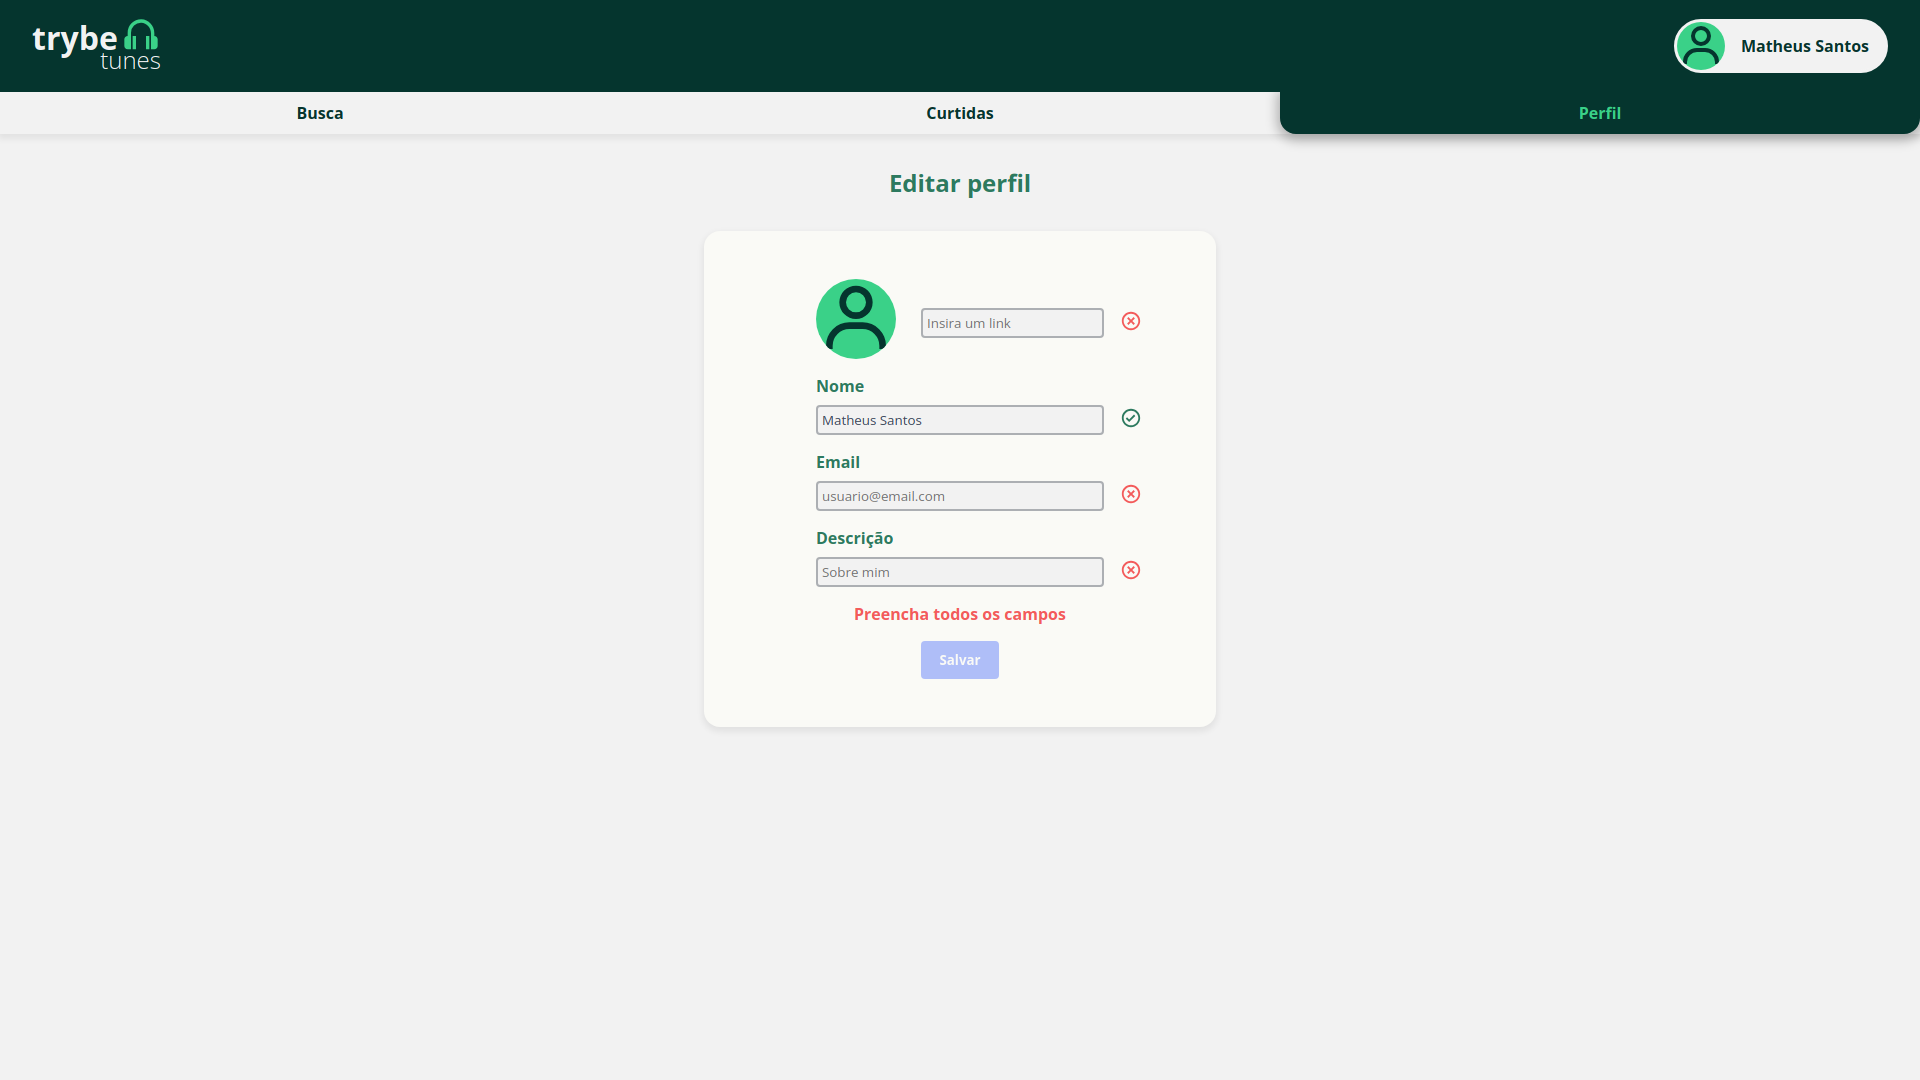 trybe
tunes
Matheus Santos
Busca
Curtidas
Perfil
Editar perfil
Insira um link
Nome
Matheus Santos
Email
usuario@email.com
Descrição
Sobre mim
Preencha todos os campos
Salvar